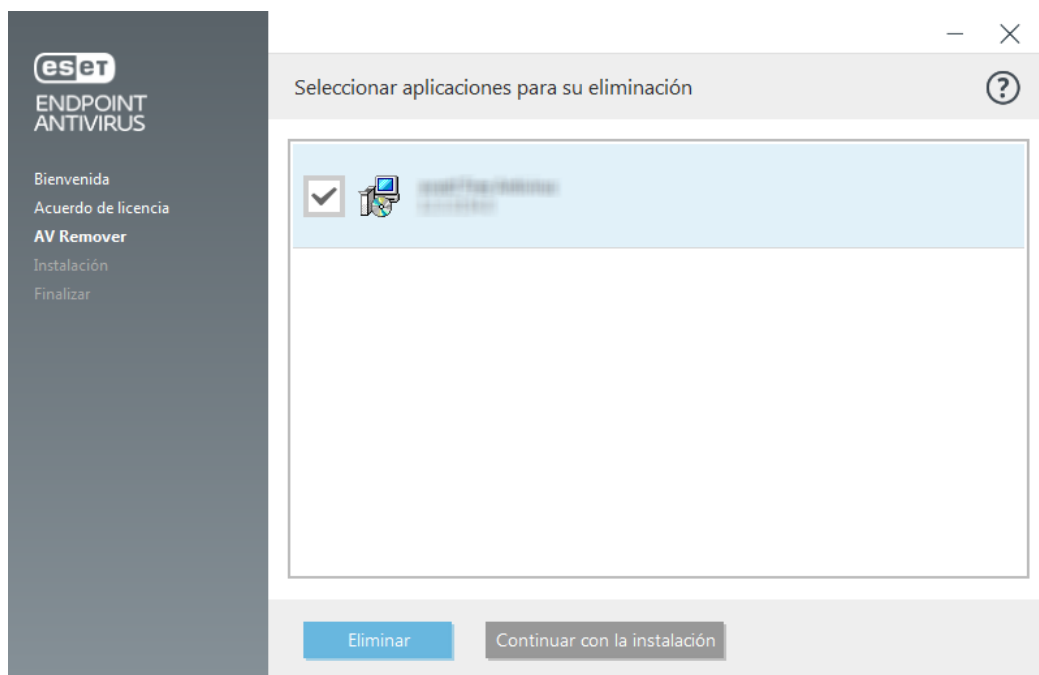 eseT
ENDPOINT
ANTIVIRUS
Bienvenida
Acuerdo de licencia
AV Remover
Instalación
Finalizar
Seleccionar aplicaciones para su eliminación
?
Eliminar
Continuar con la instalación